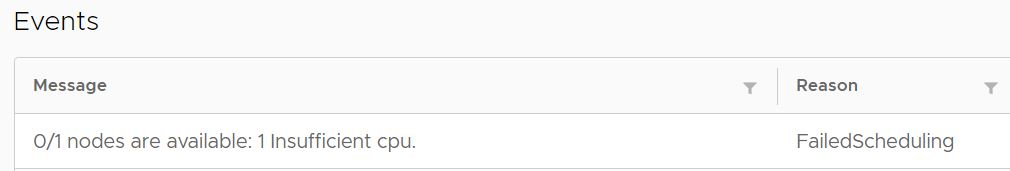 Events
Message Reason
0/1 nodes are available: 1 Insufficient cpu. FailedScheduling